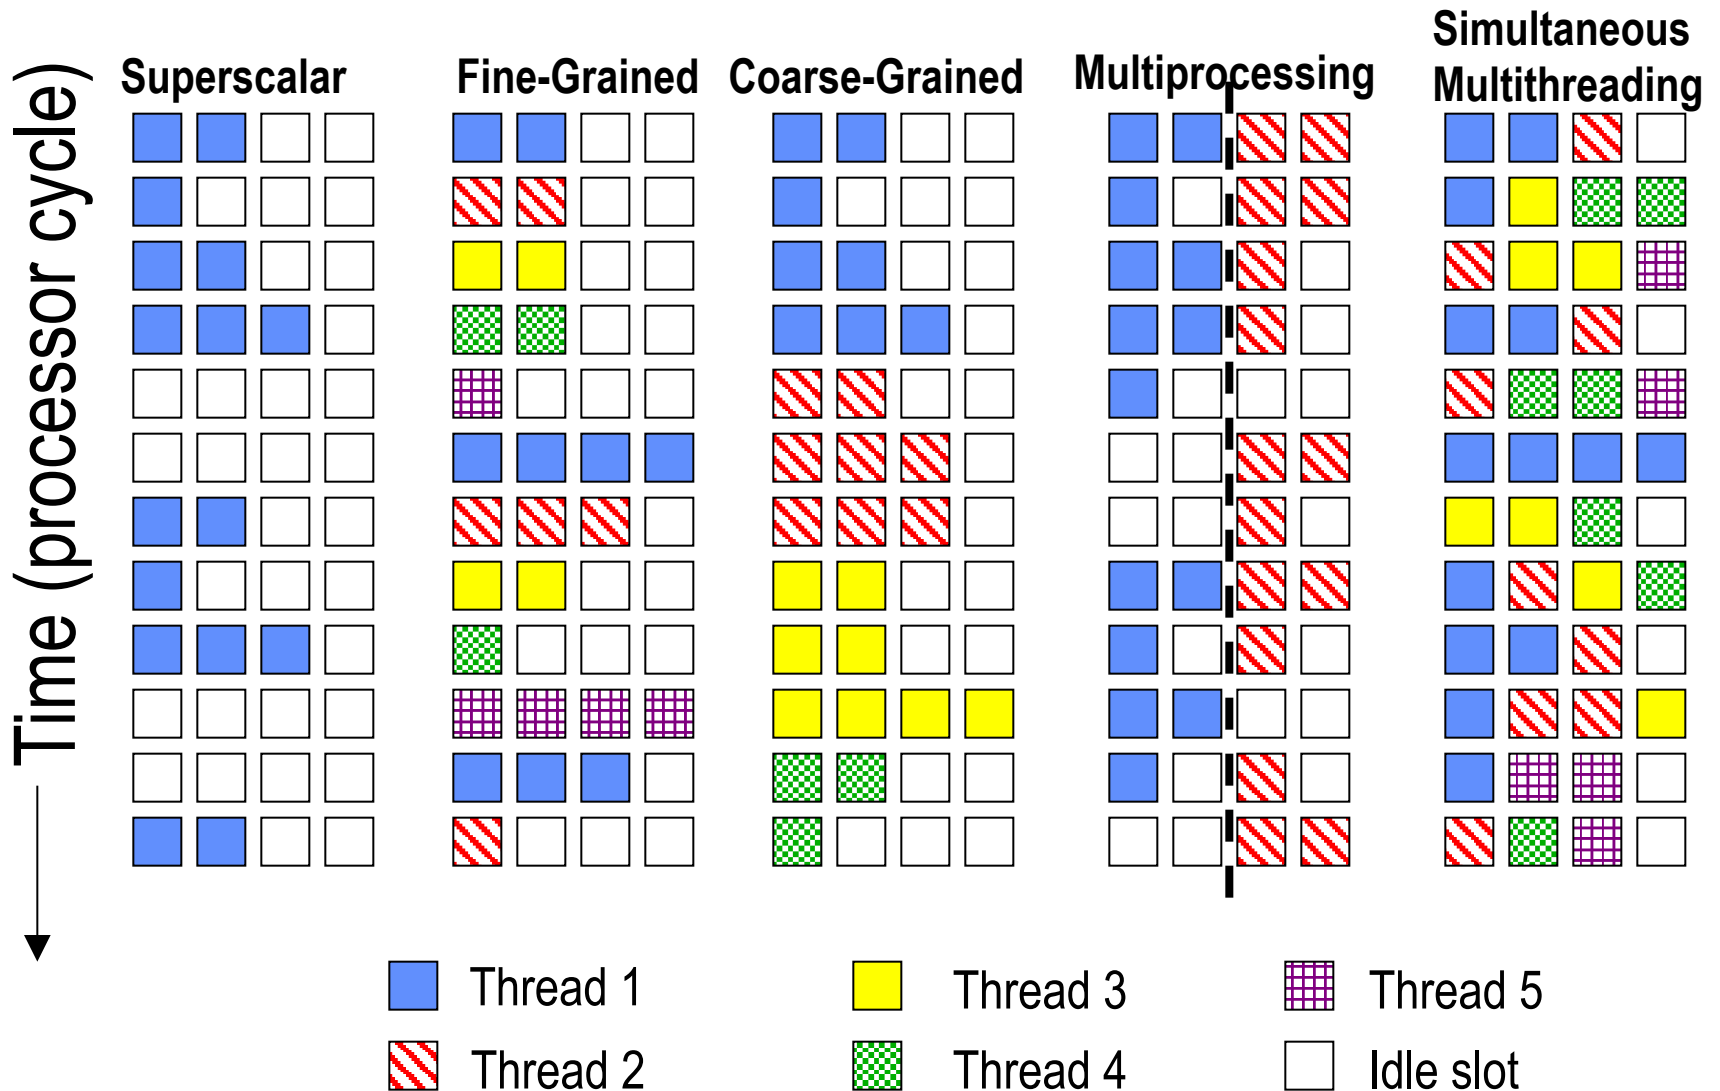 Time (processor cycle)
Superscalar
Fine-Grained
Coarse-Grained
Multiprocessing
Simultaneous
Multithreading
Thread 1
Thread 3
Thread 5
Thread 2
Thread 4
Idle slot